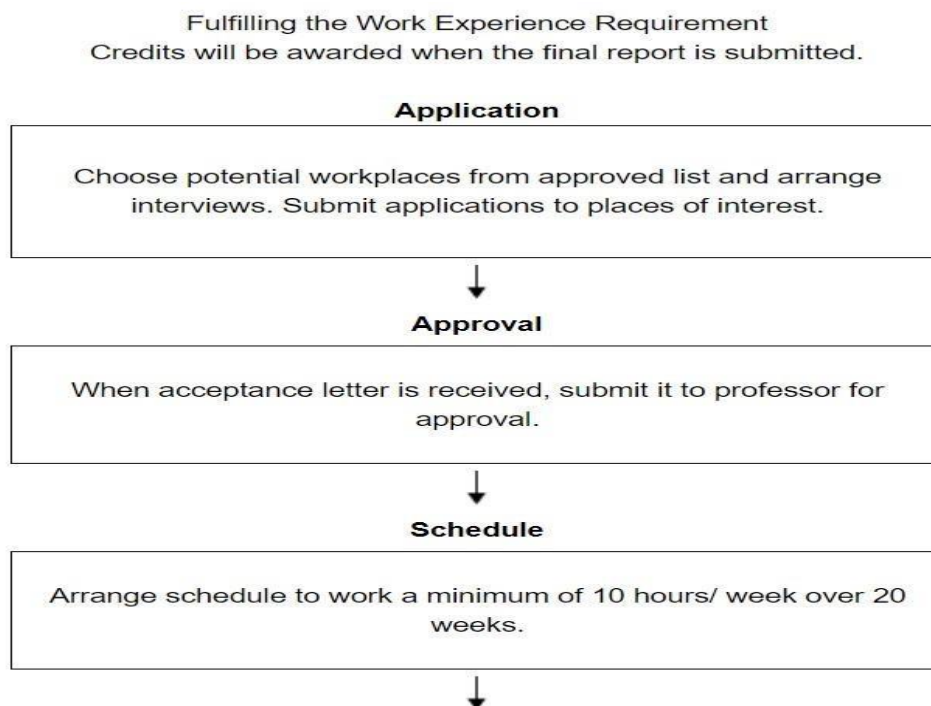 Fulfilling the Work Experience Requirement
Credits will be awarded when the final report is submitted.
Application
Choose potential workplaces from approved list and arrange
interviews. Submit applications to places of interest.
Approval
When acceptance letter is received, submit it to professor for
approval.
Schedule
Arrange schedule to work a minimum of 10 hours/ week over 20
weeks.